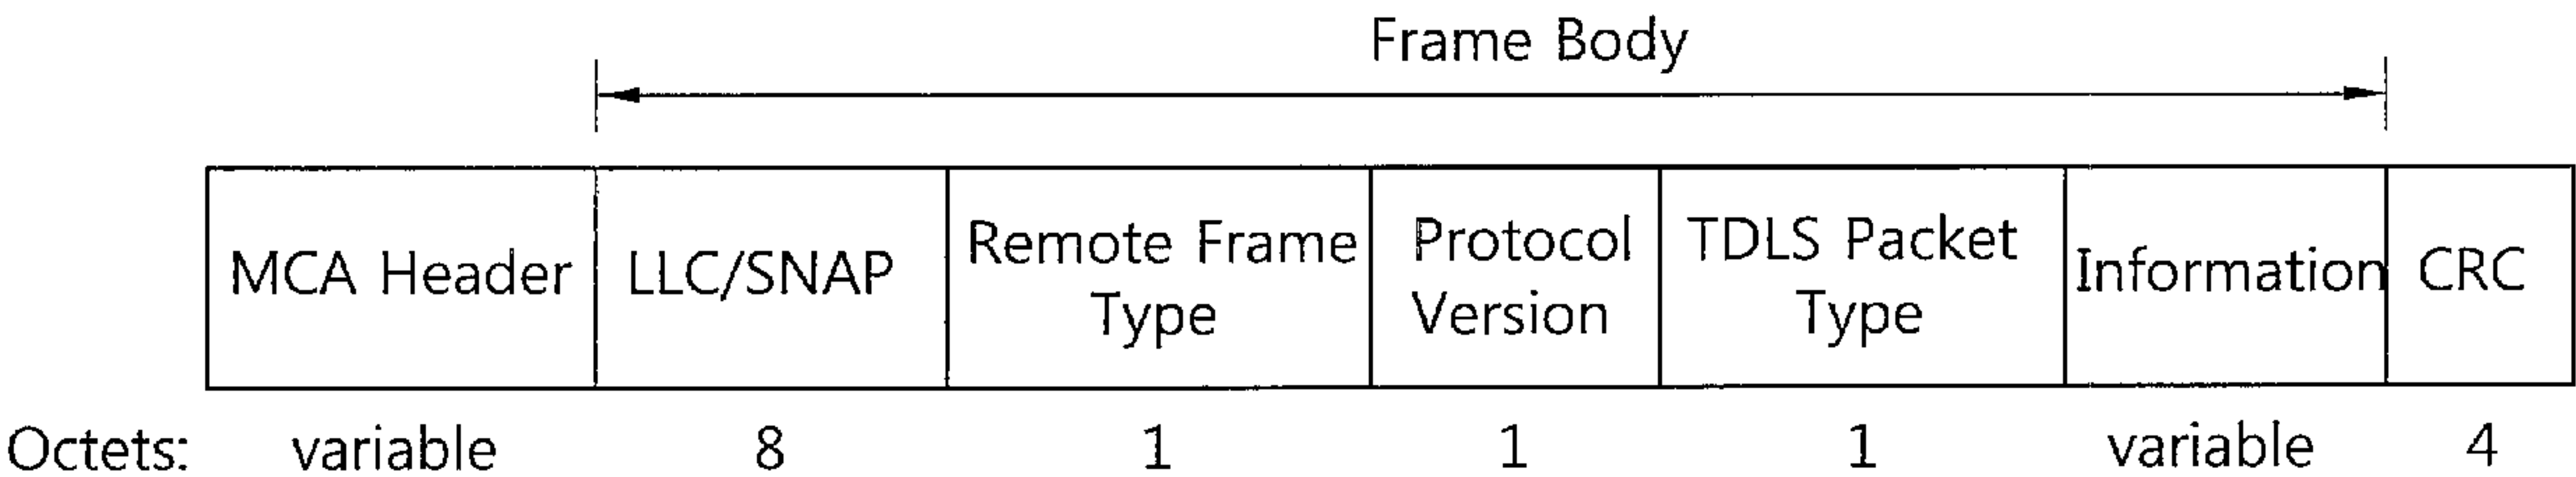 Frame Body
MCA Header
LLC/SNAP
Remote Frame
Type
Protocol
Version
TDLS Packet
Type
Information
CRC
Octets: variable 8 1 1 1 variable 4